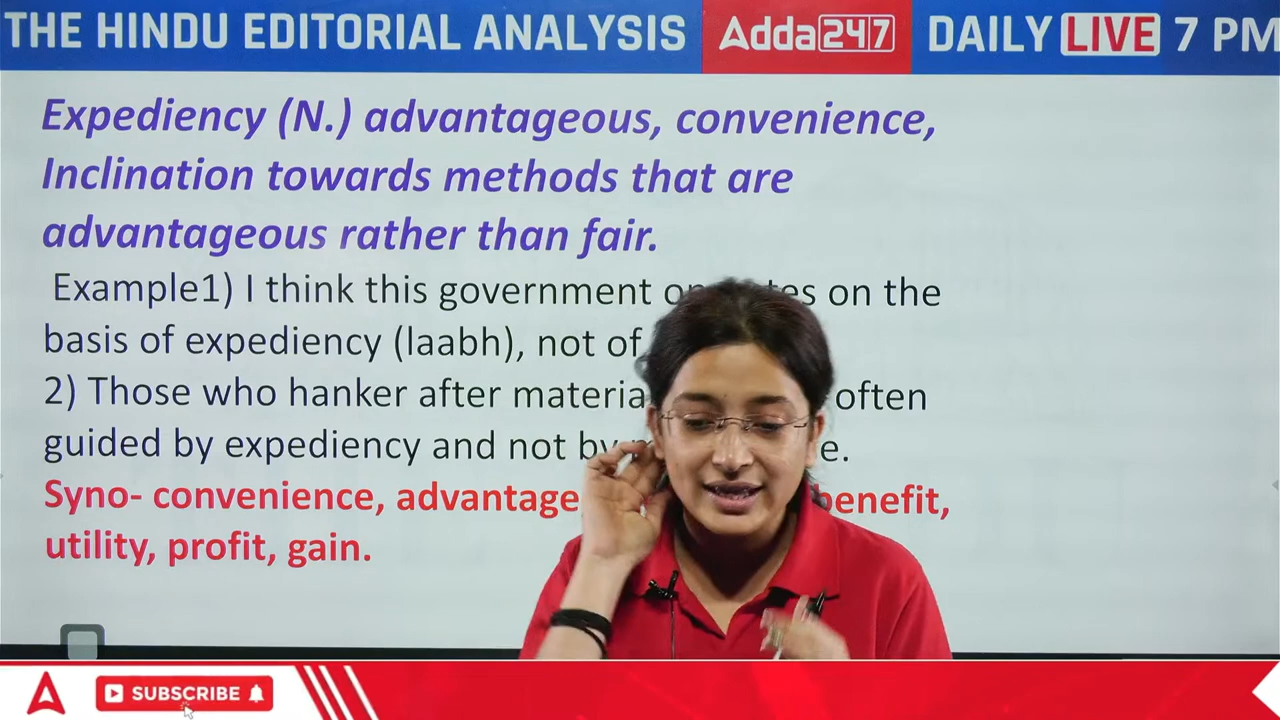 THE HINDU EDITORIAL ANALYSIS Adda247 DAILY LIVE 7 PM
Expediency (N.) advantageous, convenience,
Inclination towards methods that are
advantageous rather than fair.
Example1) I think this government on the
basis of expediency (laabh), not of
2) Those who hanker after often
guided by expediency and not by
Syno- convenience, advantage benefit,
utility, profit, gain.
SUBSCRIBE